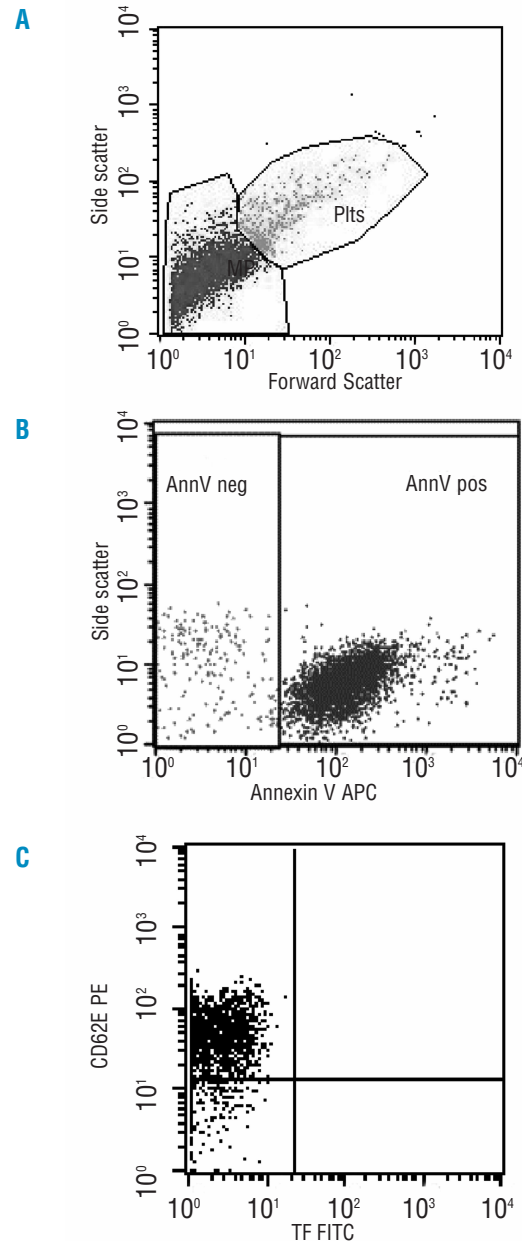 A
10⁴
10³
10²
10¹
10⁰
Side scatter
Plts
MP
10⁰ 10¹ 10² 10³ 10⁴
Forward Scatter
B
10⁴
10³
10²
10¹
10⁰
Side scatter
AnnV neg AnnV pos
10⁰ 10¹ 10² 10³ 10⁴
Annexin V APC
C
10⁴
10³
10²
10¹
10⁰
CD62E PE
10⁰ 10¹ 10² 10³ 10⁴
TF FITC